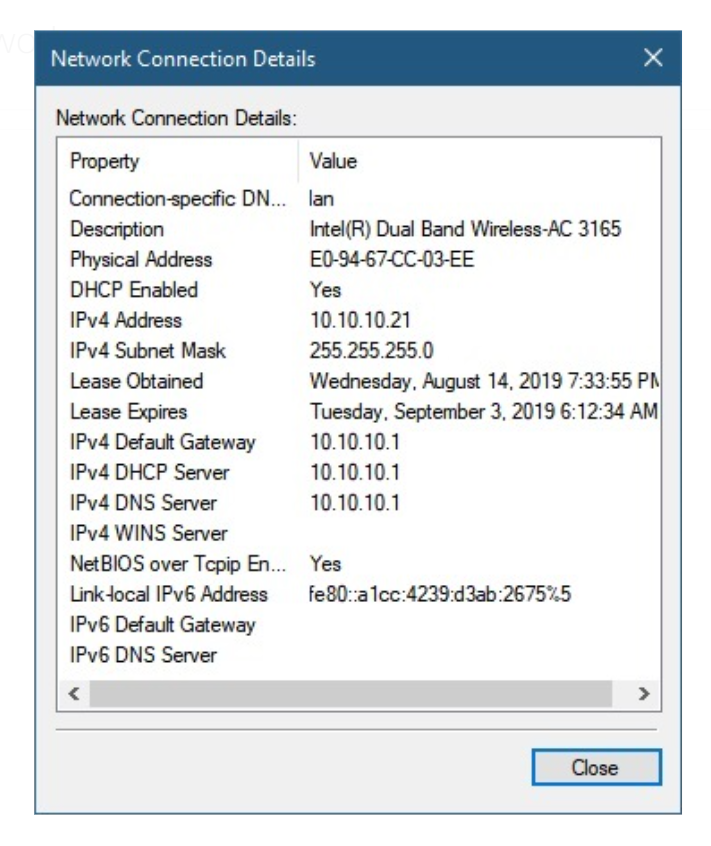 Network Connection Details
Network Connection Details:
Property Value
Connection-specific DN... lan
Description Intel(R) Dual Band Wireless-AC 3165
Physical Address E0-94-67-CC-03-EE
DHCP Enabled Yes
IPv4 Address 10.10.10.21
IPv4 Subnet Mask 255.255.255.0
Lease Obtained Wednesday, August 14, 2019 7:33:55 PM
Lease Expires Tuesday, September 3, 2019 6:12:34 AM
IPv4 Default Gateway 10.10.10.1
IPv4 DHCP Server 10.10.10.1
IPv4 DNS Server 10.10.10.1
IPv4 WINS Server
NetBIOS over Tcpip En... Yes
Link-local IPv6 Address fe80::a1cc:4239:d3ab:2675%5
IPv6 Default Gateway
IPv6 DNS Server
Close